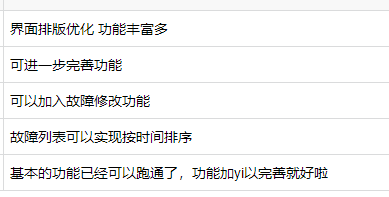 界面排版优化 功能丰富多
可进一步完善功能
可以加入故障修改功能
故障列表可以实现按时间排序
基本的功能已经可以跑通了，功能加yi以完善就好啦